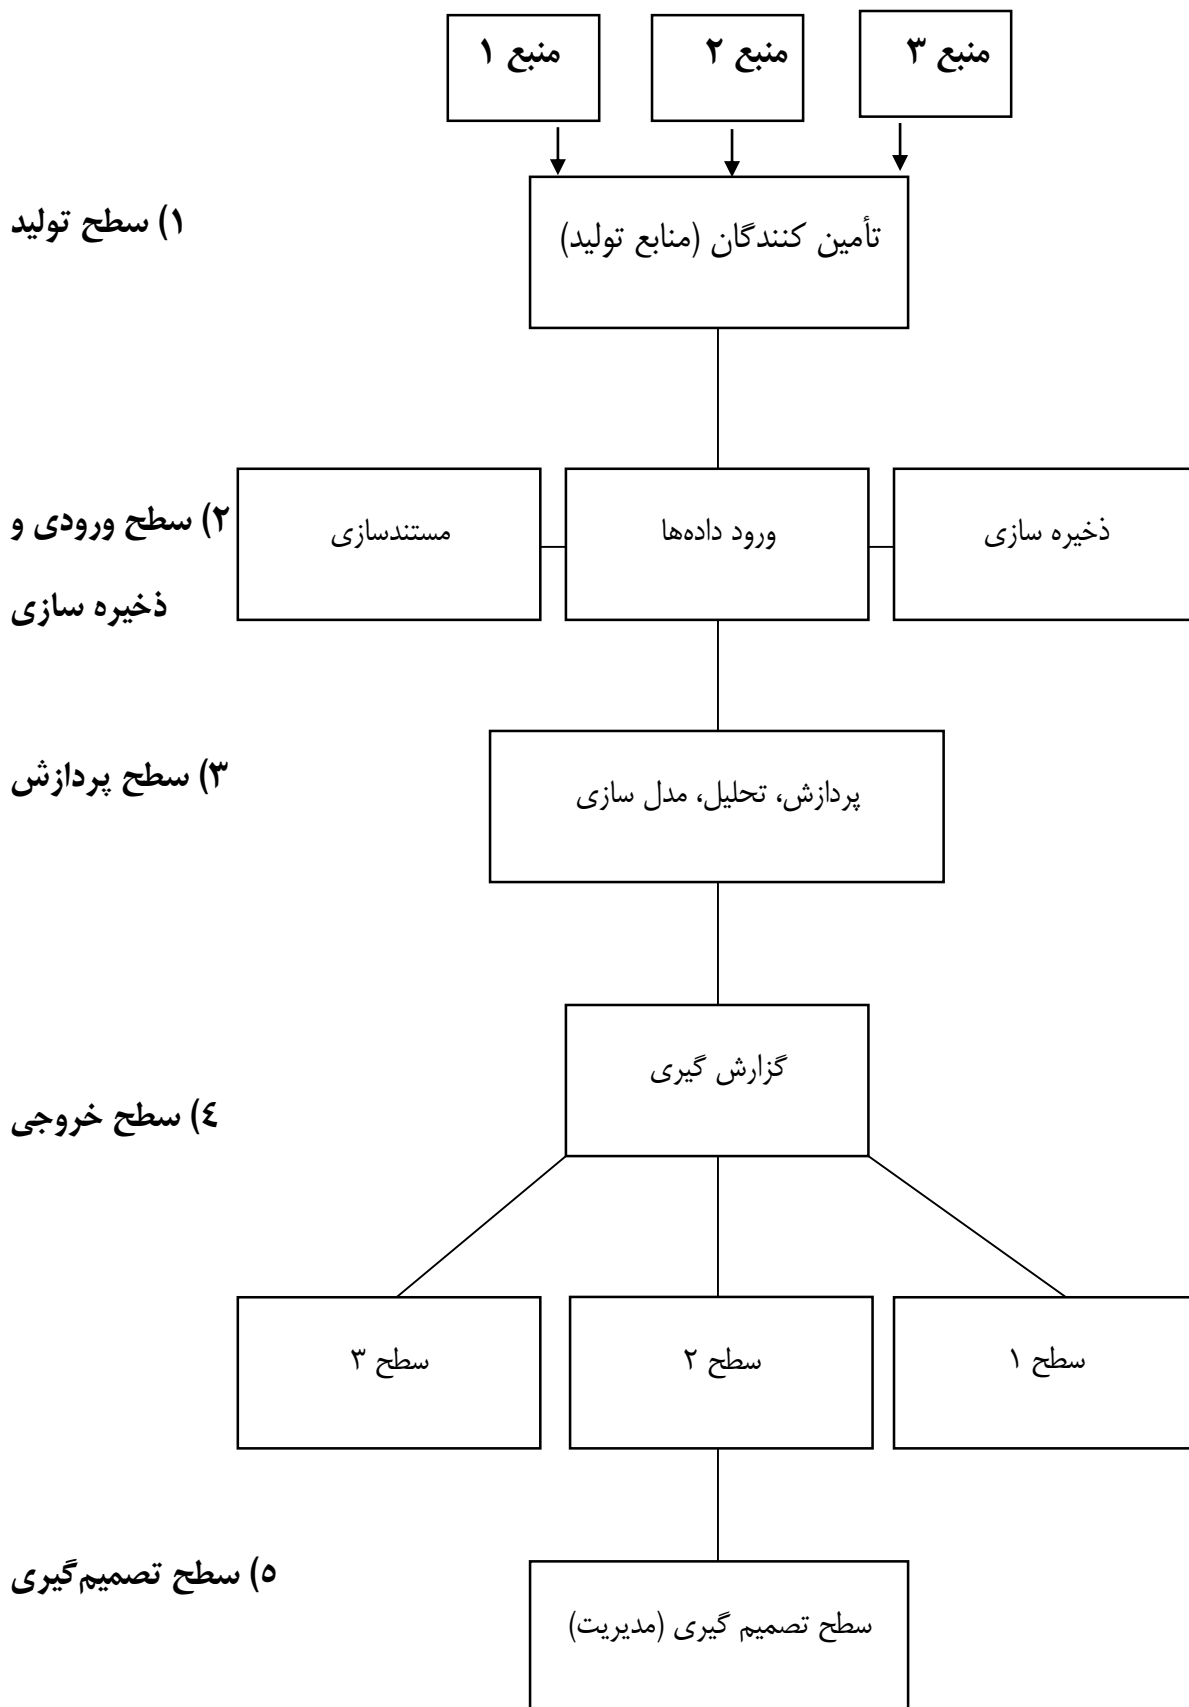 منبع ۳
منبع ۲
منبع ۱
تأمین کنندگان (منابع تولید)
۱) سطح تولید
ذخیره سازی
ورود داده‌ها
مستندسازی
۲) سطح ورودی و
ذخیره سازی
پردازش، تحلیل، مدل سازی
۳) سطح پردازش
گزارش گیری
٤) سطح خروجی
سطح ۱
سطح ۲
سطح ۳
۵) سطح تصمیم‌گیری
سطح تصمیم گیری (مدیریت)